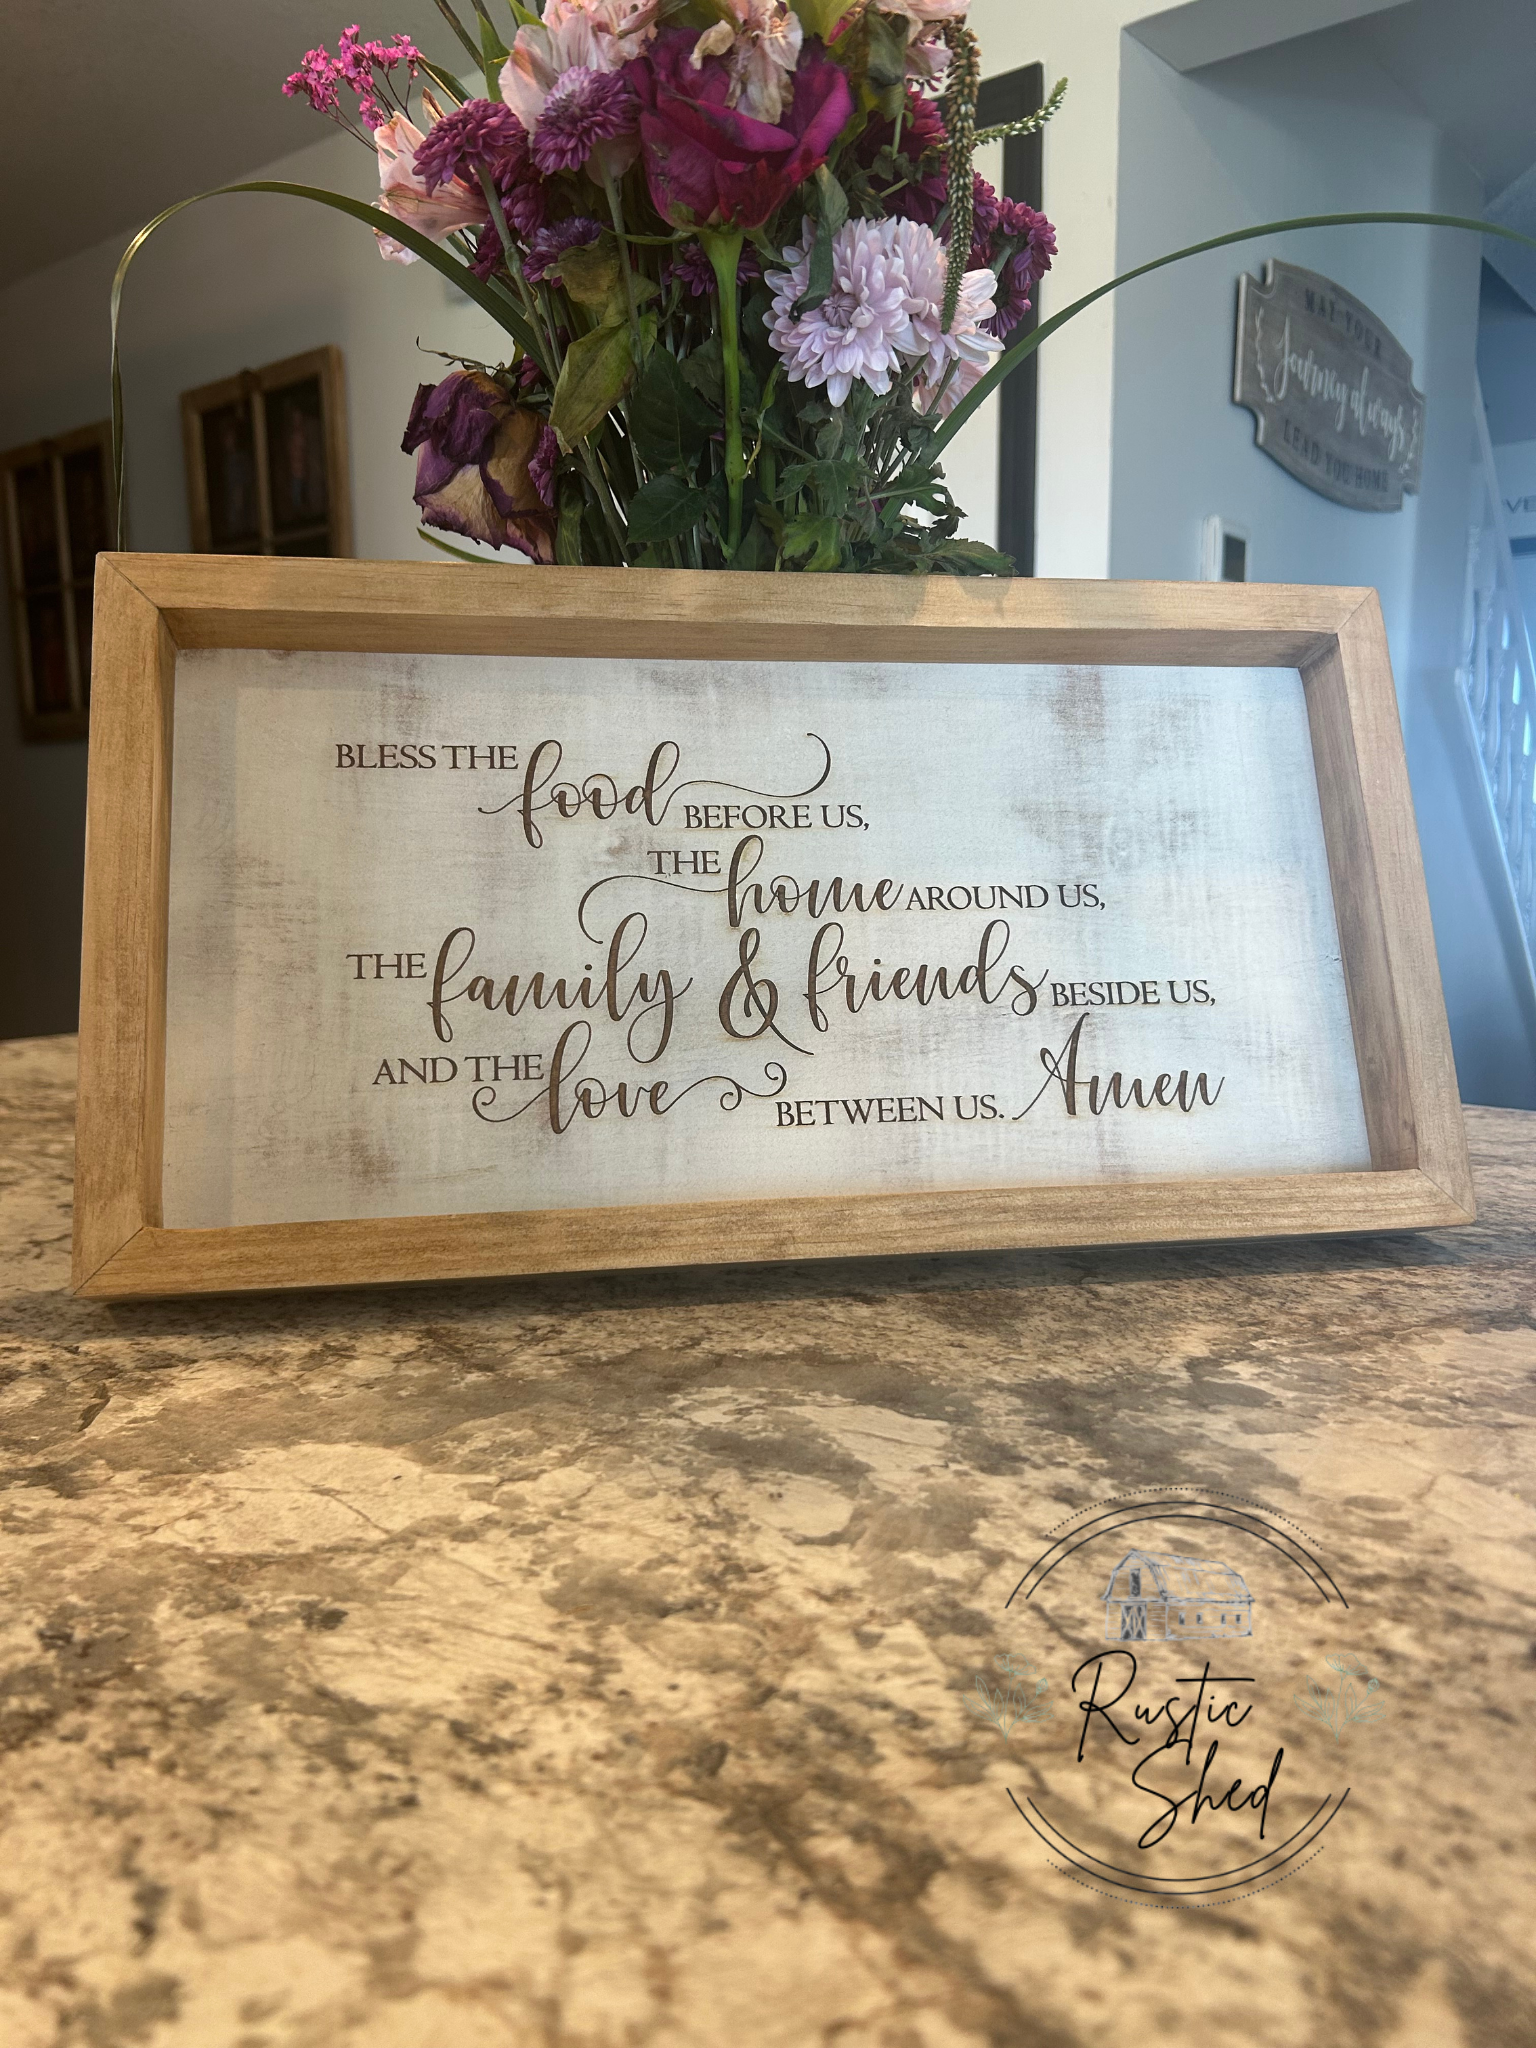 MAY YOUR
Journey always
LEAD YOU HOME
BLESS THE food BEFORE US,
THE home AROUND US,
THE family & friends BESIDE US,
AND THE love BETWEEN US. Amen
Rustic
Shed